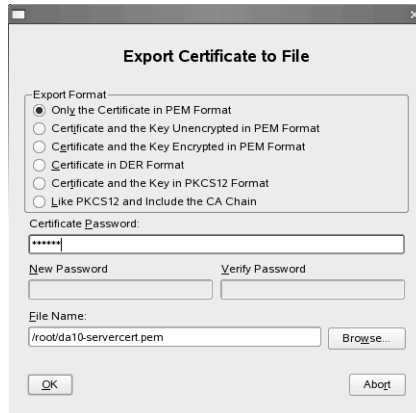 Export Certificate to File
Export Format
Only the Certificate in PEM Format
Certificate and the Key Unencrypted in PEM Format
Certificate and the Key Encrypted in PEM Format
Certificate in DER Format
Certificate and the Key in PKCS12 Format
Like PKCS12 and Include the CA Chain
Certificate Password:
******
New Password Verify Password
File Name:
/root/da10-servercert.pem Browse...
OK Abort